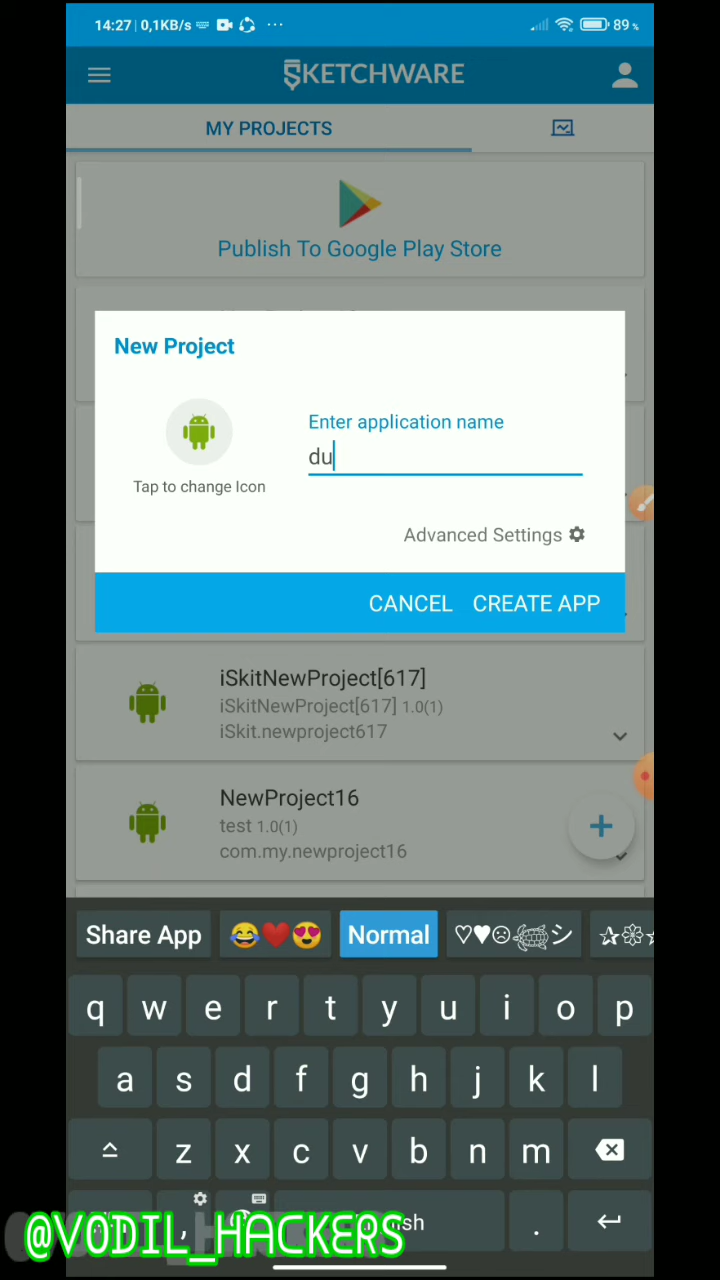 14:27 0,1KB/s ... 89%
SKETCHWARE
MY PROJECTS
Publish To Google Play Store
New Project
Enter application name
du
Tap to change Icon
Advanced Settings
CANCEL CREATE APP
iSkitNewProject[617]
iSkitNewProject[617] 1.0(1)
iSkit.newproject617
NewProject16
test 1.0(1)
com.my.newproject16
Share App 😂❤️😍 Normal ♡♥☹𓆉シ
q w e r t y u i o p
a s d f g h j k l
z x c v b n m
, .
@VODIL_HACKERS